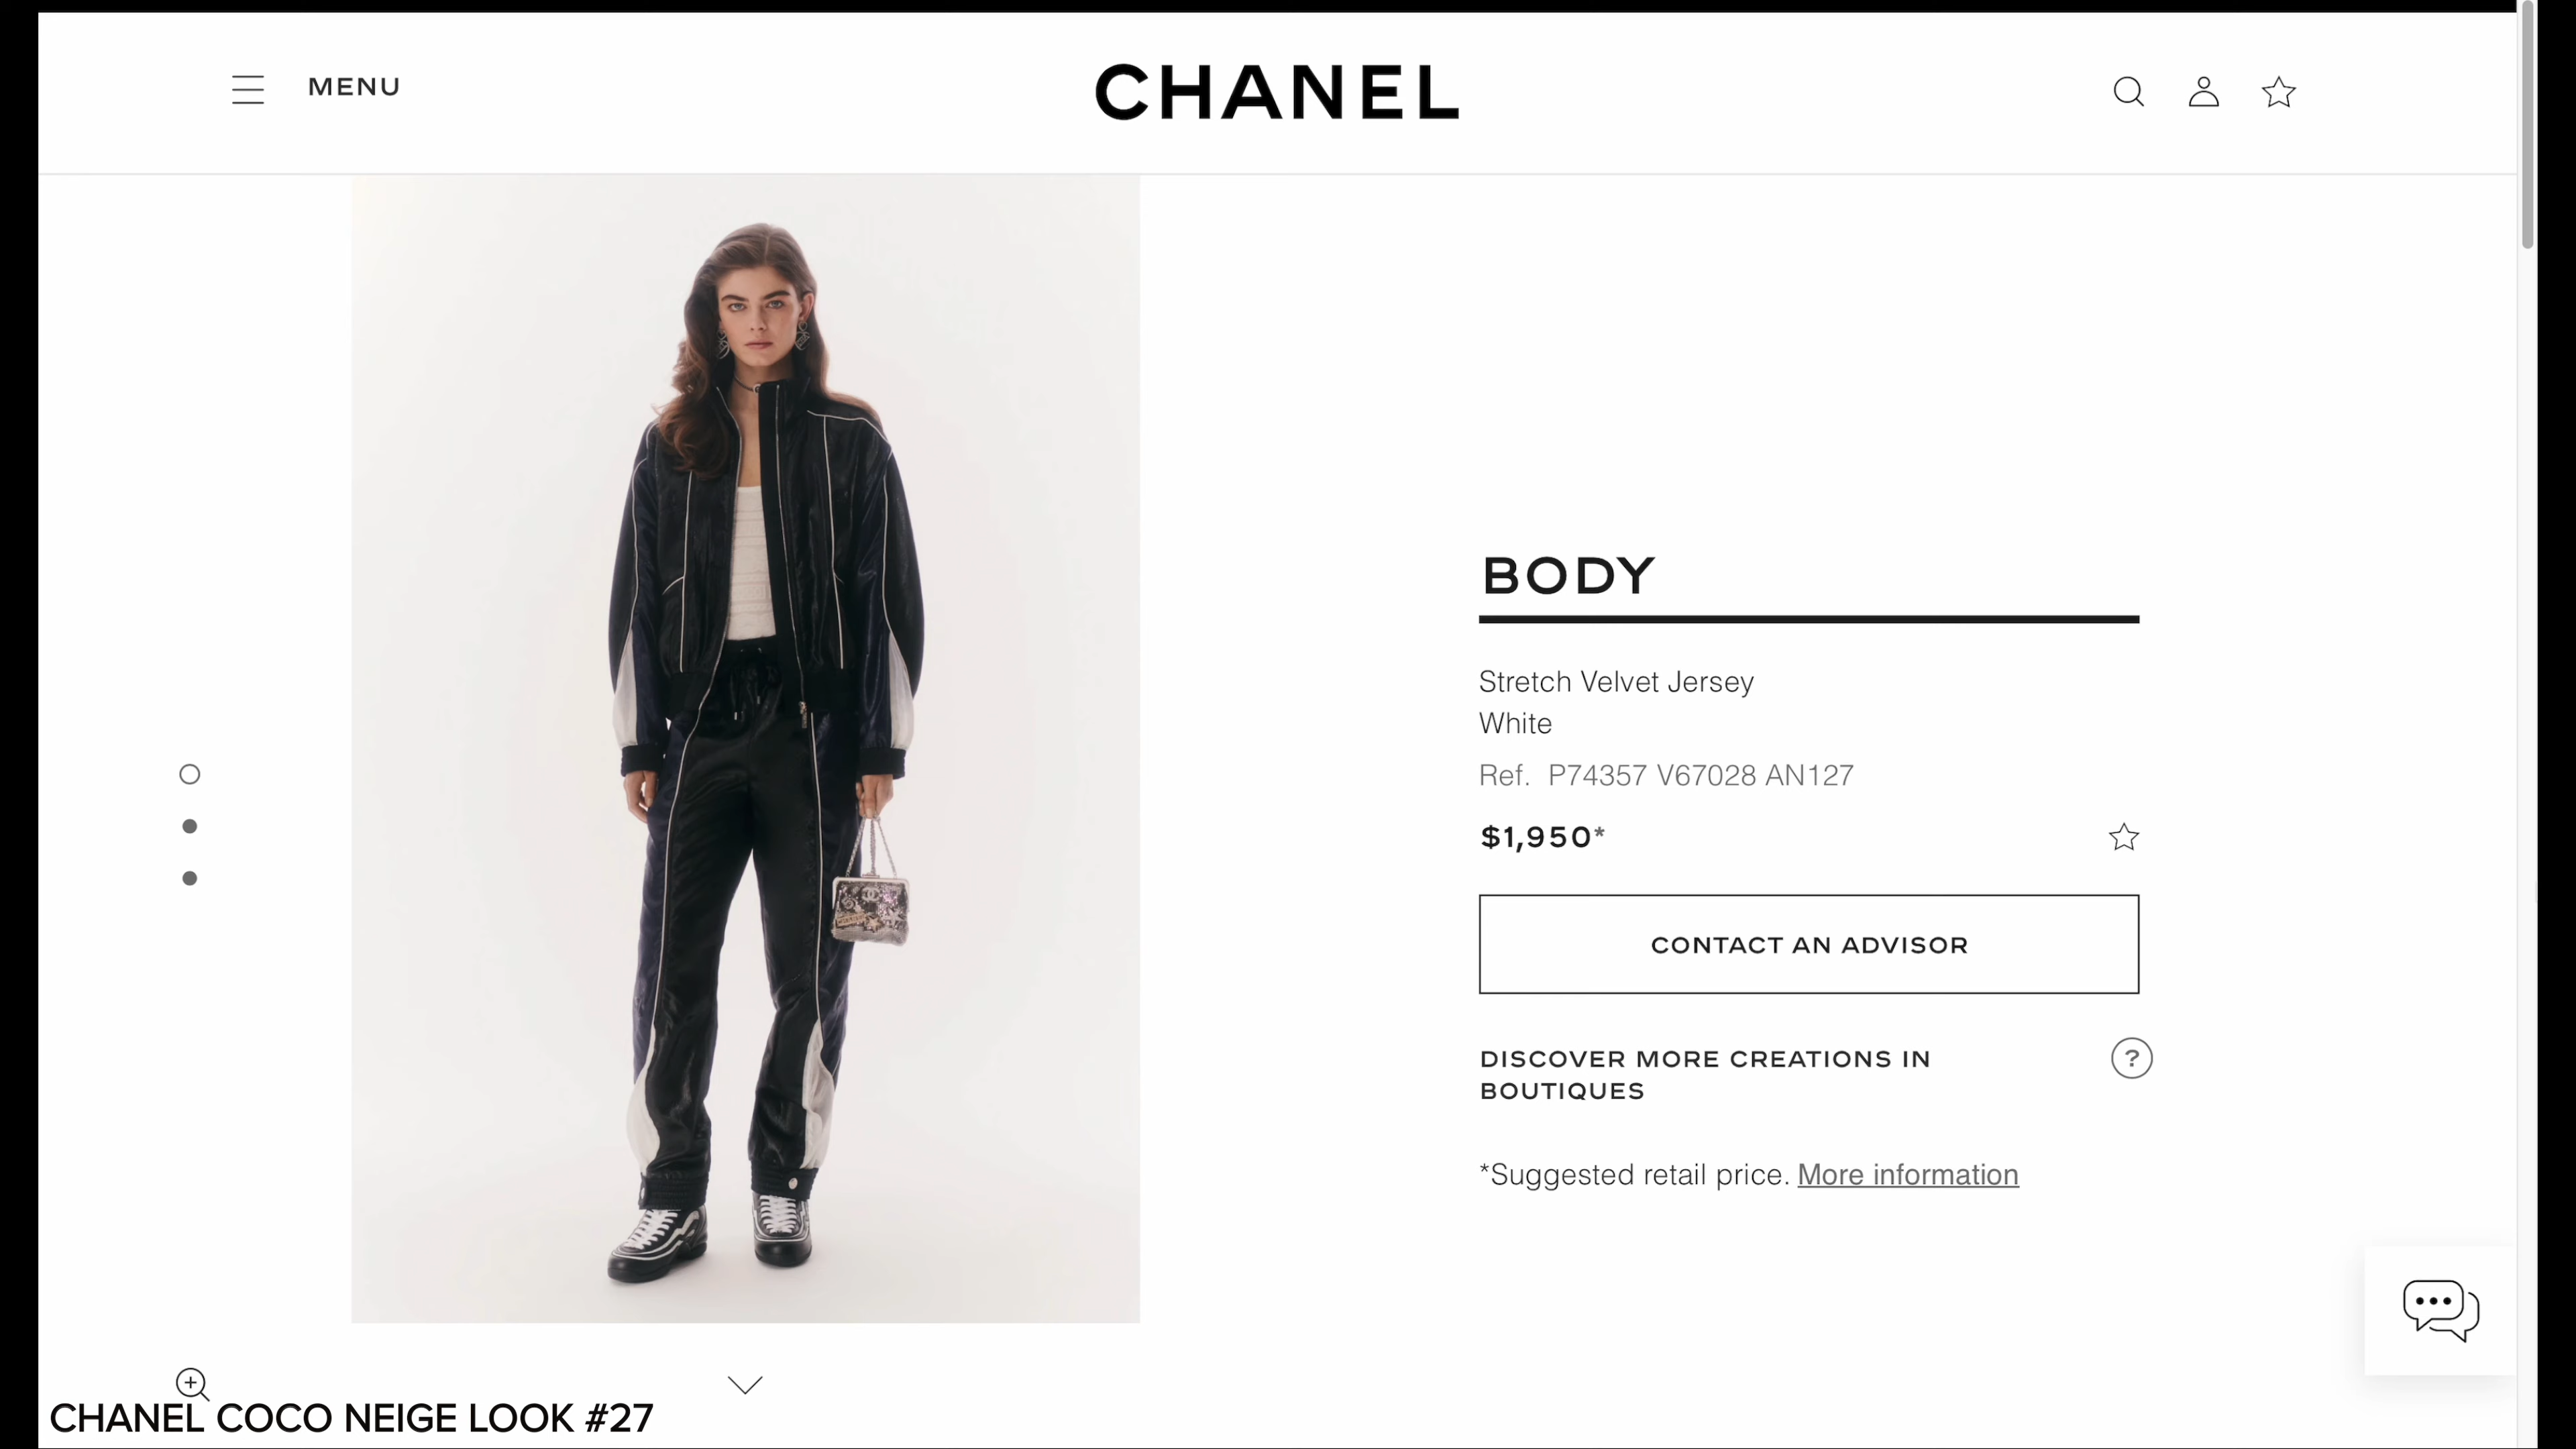 MENU
CHANEL
BODY
Stretch Velvet Jersey
White
Ref. P74357 V67028 AN127
$1,950*
CONTACT AN ADVISOR
DISCOVER MORE CREATIONS IN
BOUTIQUES
?
*Suggested retail price. More information
CHANEL COCO NEIGE LOOK #27